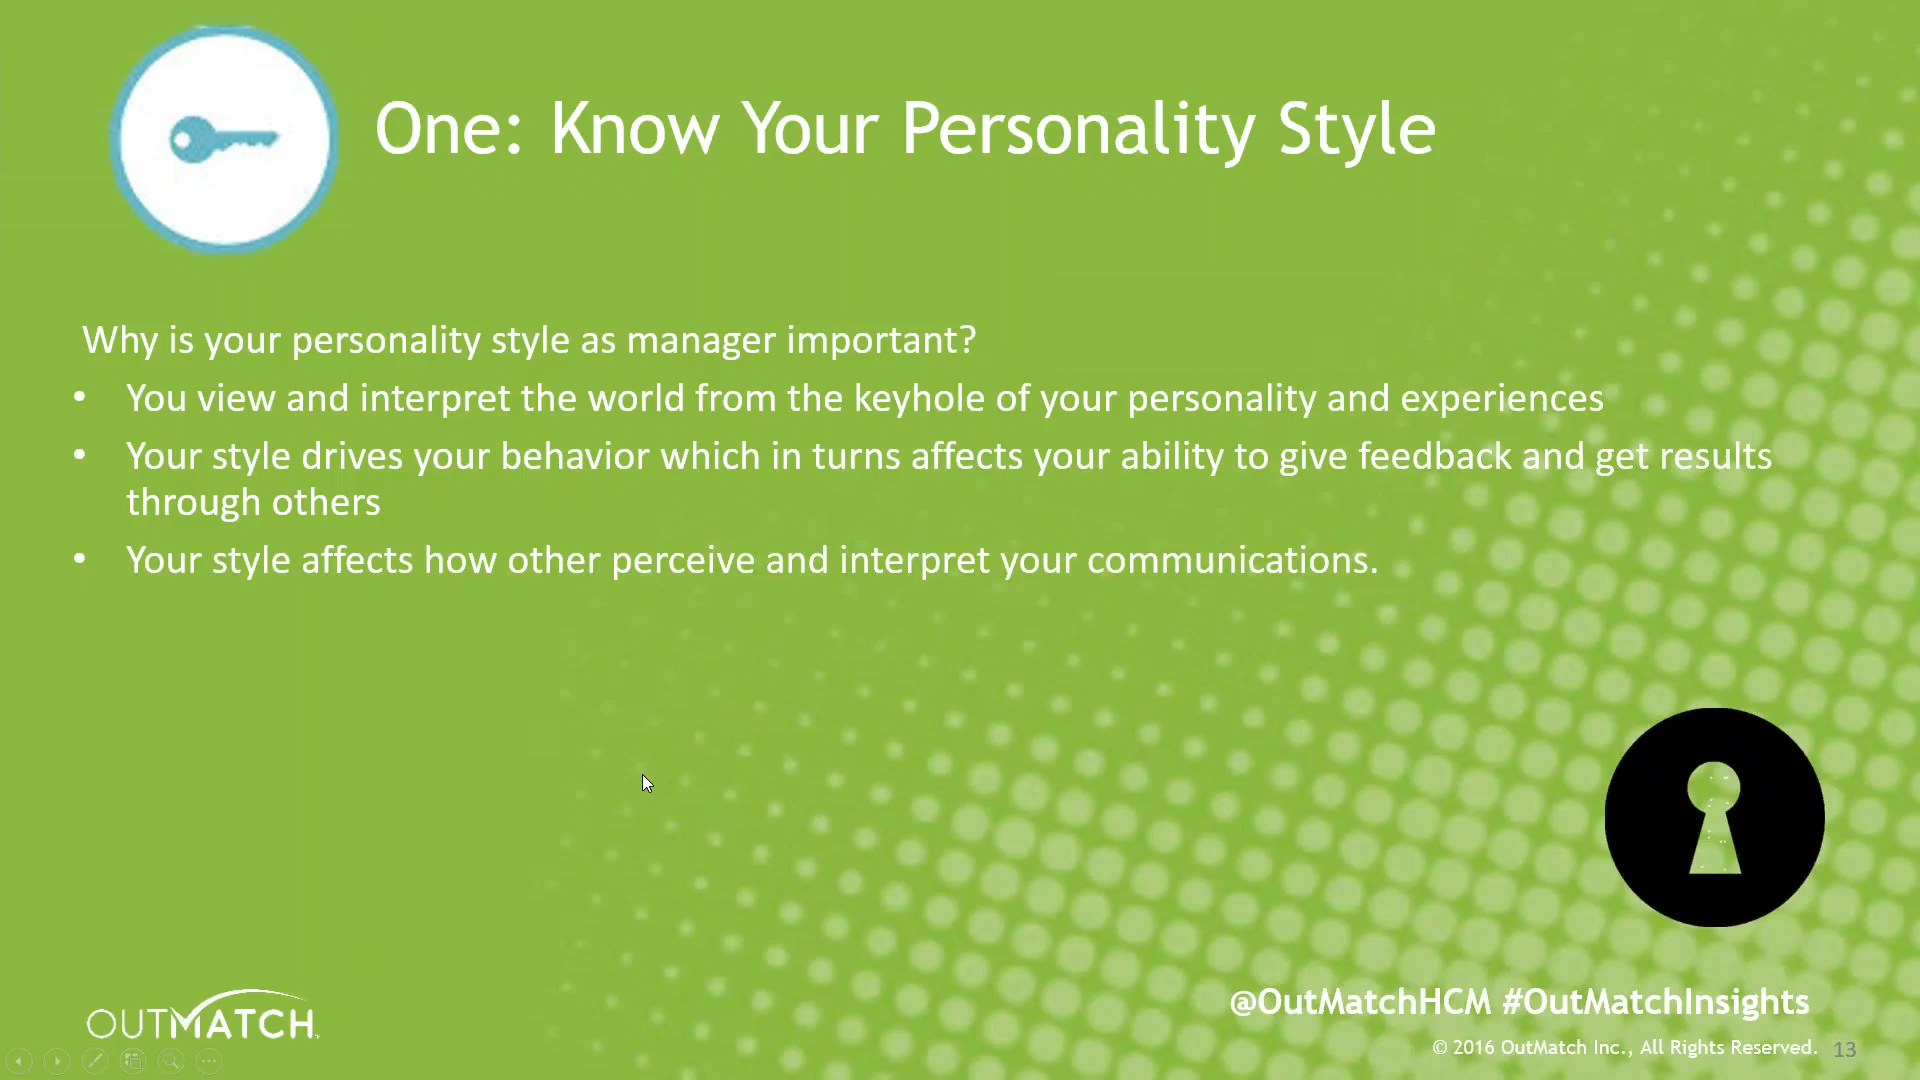 One: Know Your Personality Style
Why is your personality style as manager important?
• You view and interpret the world from the keyhole of your personality and experiences
• Your style drives your behavior which in turns affects your ability to give feedback and get results
through others
• Your style affects how other perceive and interpret your communications.
OUTMATCH
@OutMatchHCM #OutMatchInsights
© 2016 OutMatch Inc., All Rights Reserved. 13